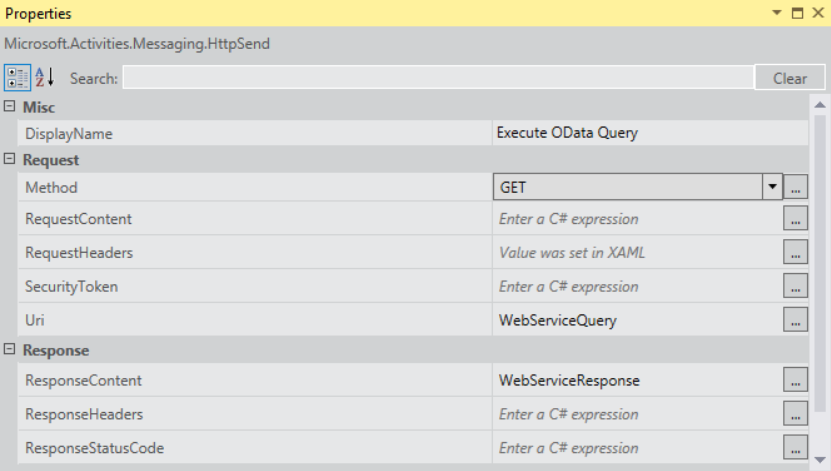 Properties
Microsoft.Activities.Messaging.HttpSend
A Z Search: Clear
Misc
DisplayName Execute OData Query
Request
Method GET ...
RequestContent Enter a C# expression ...
RequestHeaders Value was set in XAML ...
SecurityToken Enter a C# expression ...
Uri WebServiceQuery ...
Response
ResponseContent WebServiceResponse ...
ResponseHeaders Enter a C# expression ...
ResponseStatusCode Enter a C# expression ...